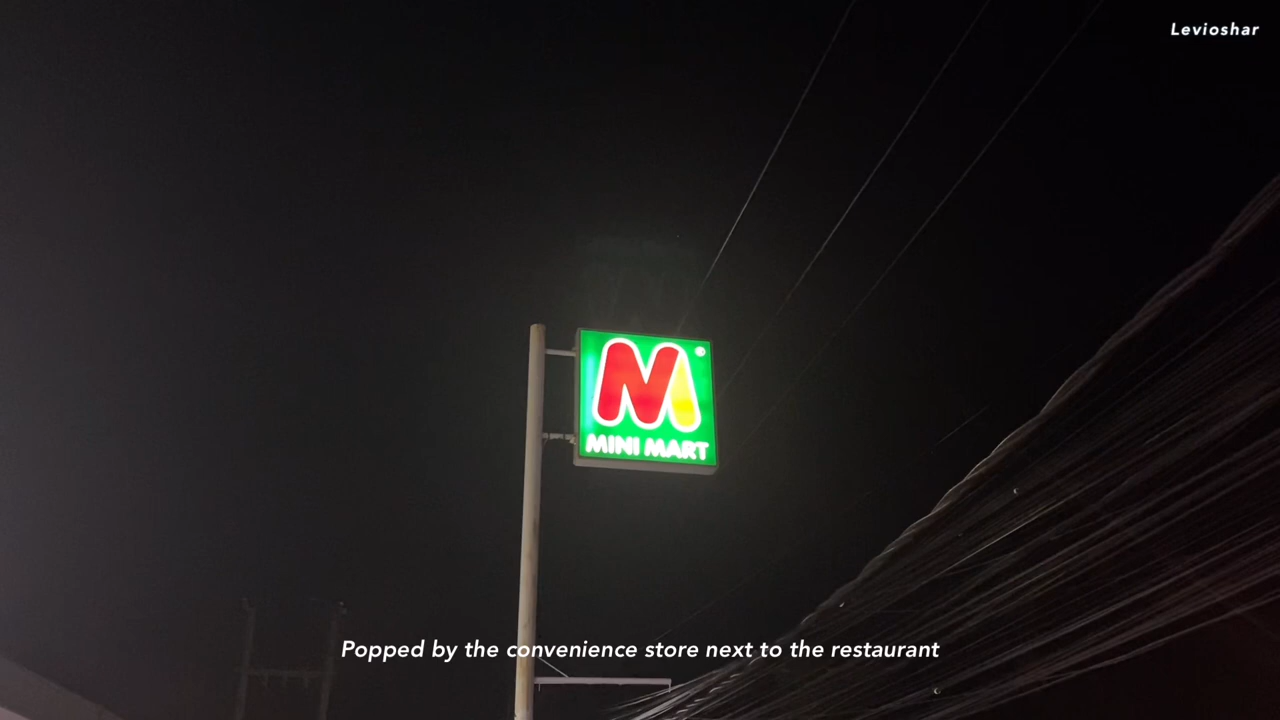 Levioshar
M
MINI MART
Popped by the convenience store next to the restaurant